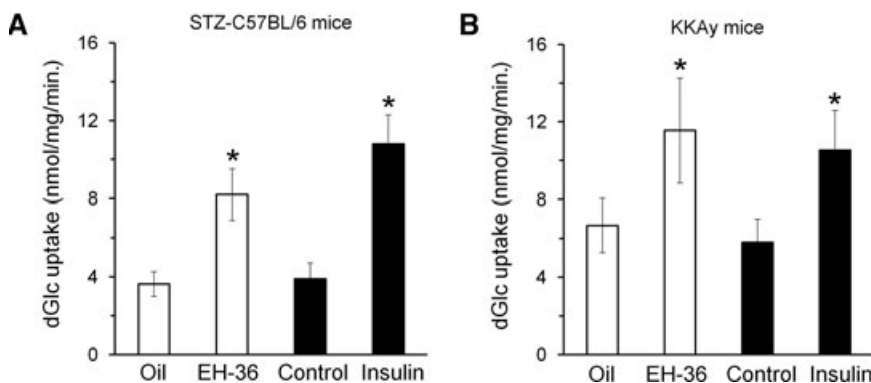 A
STZ-C57BL/6 mice
dGlc uptake (nmol/mg/min.)
16
12
8
4
0
*
*
Oil EH-36 Control Insulin
B
KKAy mice
dGlc uptake (nmol/mg/min.)
16
12
8
4
0
*
*
Oil EH-36 Control Insulin